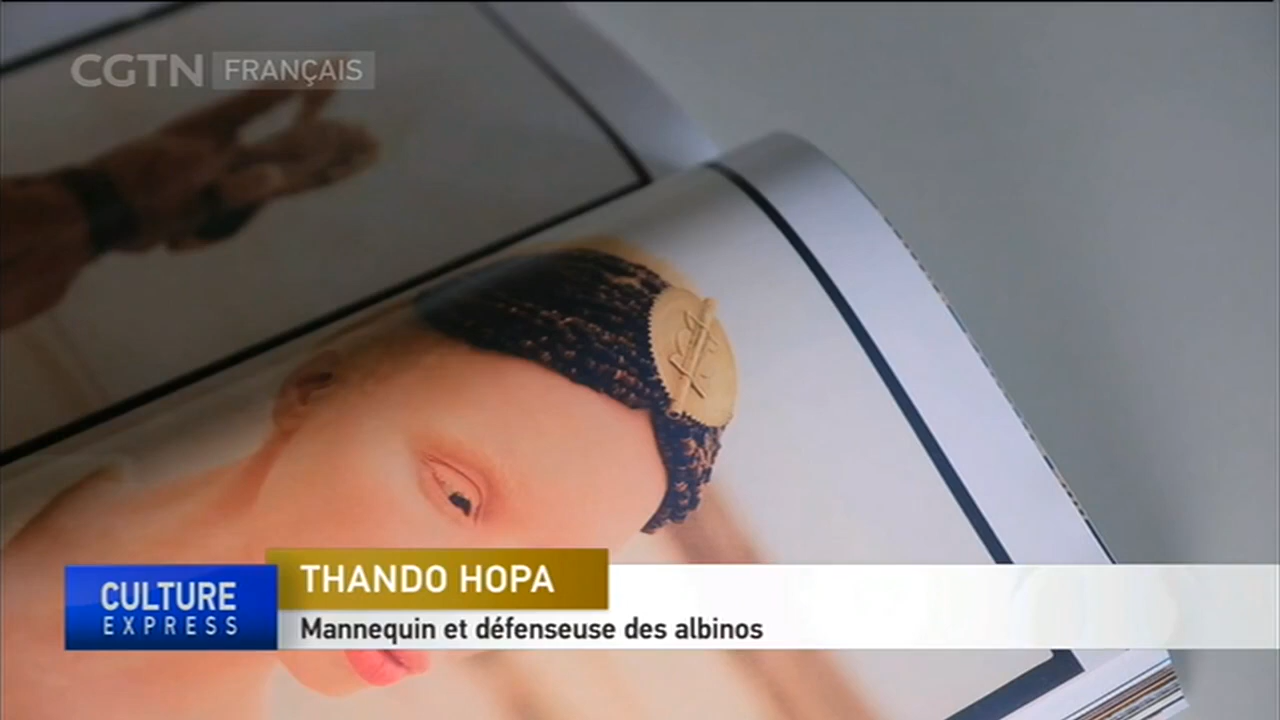 CGTN FRANÇAIS
THANDO HOPA
CULTURE
EXPRESS
Mannequin et défenseuse des albinos